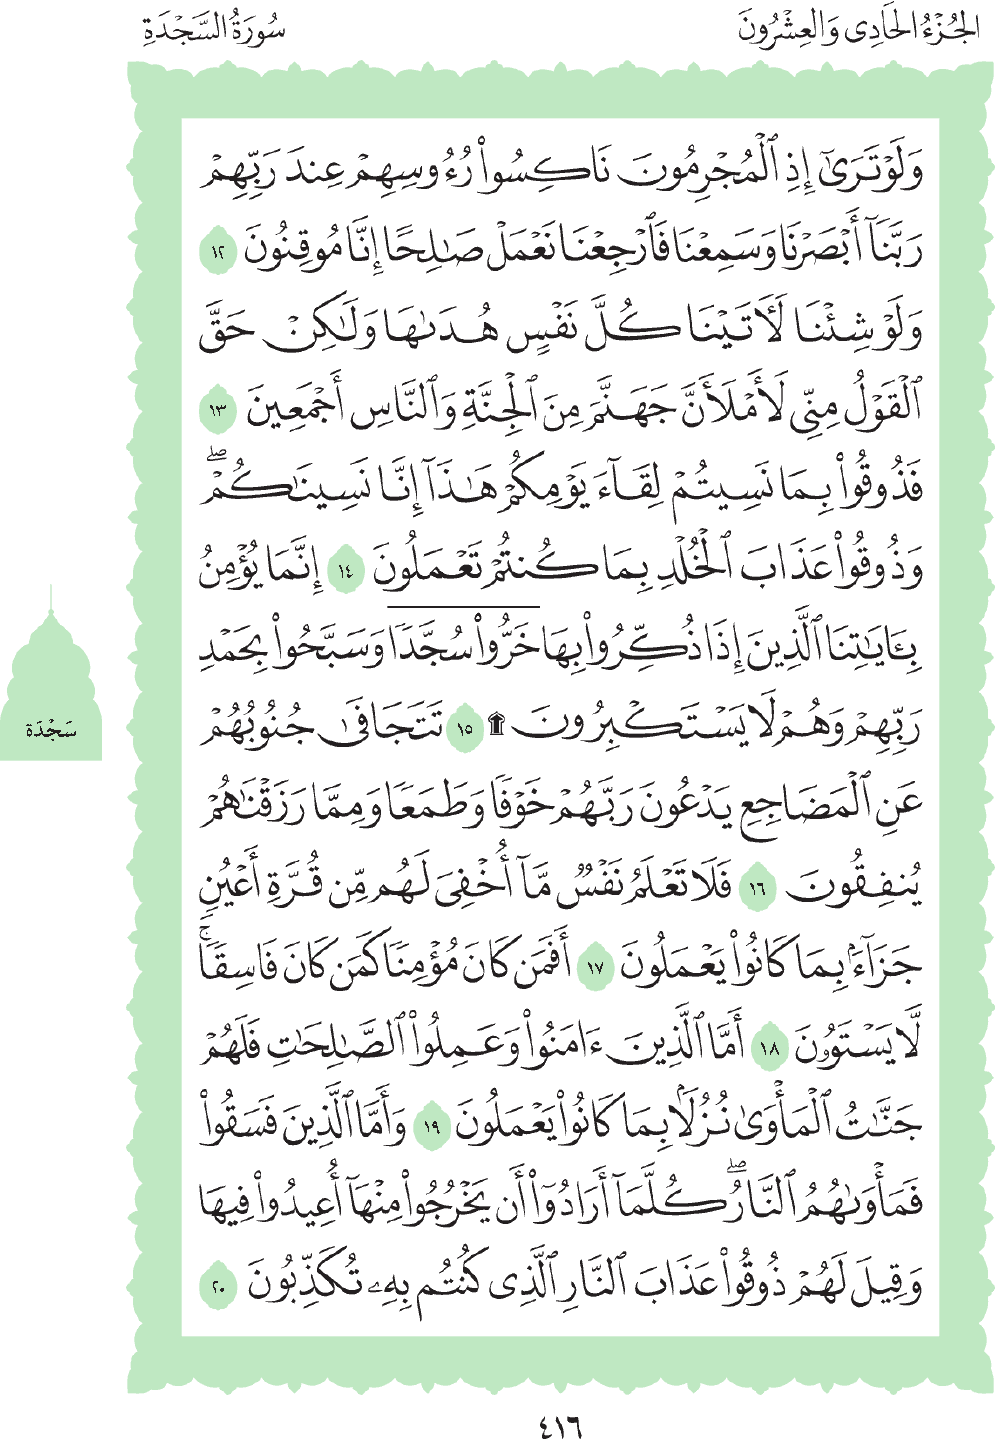 الجُزْءُ الحَادِي وَالعِشْرُونَ
سُورَةُ السَّجْدَةِ
وَلَوْ تَرَىٰٓ إِذِ ٱلْمُجْرِمُونَ نَاكِسُوا۟ رُءُوسِهِمْ عِندَ رَبِّهِمْ
رَبَّنَآ أَبْصَرْنَا وَسَمِعْنَا فَٱرْجِعْنَا نَعْمَلْ صَـٰلِحًا إِنَّا مُوقِنُونَ ١٢
وَلَوْ شِئْنَا لَـَٔاتَيْنَا كُلَّ نَفْسٍ هُدَىٰهَا وَلَـٰكِنْ حَقَّ
ٱلْقَوْلُ مِنِّى لَأَمْلَأَنَّ جَهَنَّمَ مِنَ ٱلْجِنَّةِ وَٱلنَّاسِ أَجْمَعِينَ ١٣
فَذُوقُوا۟ بِمَا نَسِيتُمْ لِقَآءَ يَوْمِكُمْ هَـٰذَآ إِنَّا نَسِينَـٰكُمْ ۖ
وَذُوقُوا۟ عَذَابَ ٱلْخُلْدِ بِمَا كُنتُمْ تَعْمَلُونَ ١٤ إِنَّمَا يُؤْمِنُ
بِـَٔايَـٰتِنَا ٱلَّذِينَ إِذَا ذُكِّرُوا۟ بِهَا خَرُّوا۟ سُجَّدًا وَسَبَّحُوا۟ بِحَمْدِ
رَبِّهِمْ وَهُمْ لَا يَسْتَكْبِرُونَ ۩ ١٥ تَتَجَافَىٰ جُنُوبُهُمْ
سَجْدَة
عَنِ ٱلْمَضَاجِعِ يَدْعُونَ رَبَّهُمْ خَوْفًا وَطَمَعًا وَمِمَّا رَزَقْنَـٰهُمْ
يُنفِقُونَ ١٦ فَلَا تَعْلَمُ نَفْسٌ مَّآ أُخْفِىَ لَهُم مِّن قُرَّةِ أَعْيُنٍ
جَزَآءًۢ بِمَا كَانُوا۟ يَعْمَلُونَ ١٧ أَفَمَن كَانَ مُؤْمِنًا كَمَن كَانَ فَاسِقًا ۚ
لَّا يَسْتَوُۥنَ ١٨ أَمَّا ٱلَّذِينَ ءَامَنُوا۟ وَعَمِلُوا۟ ٱلصَّـٰلِحَـٰتِ فَلَهُمْ
جَنَّـٰتُ ٱلْمَأْوَىٰ نُزُلًۢا بِمَا كَانُوا۟ يَعْمَلُونَ ١٩ وَأَمَّا ٱلَّذِينَ فَسَقُوا۟
فَمَأْوَىٰهُمُ ٱلنَّارُ ۖ كُلَّمَآ أَرَادُوٓا۟ أَن يَخْرُجُوا۟ مِنْهَآ أُعِيدُوا۟ فِيهَا
وَقِيلَ لَهُمْ ذُوقُوا۟ عَذَابَ ٱلنَّارِ ٱلَّذِى كُنتُم بِهِۦ تُكَذِّبُونَ ٢٠
٤١٦